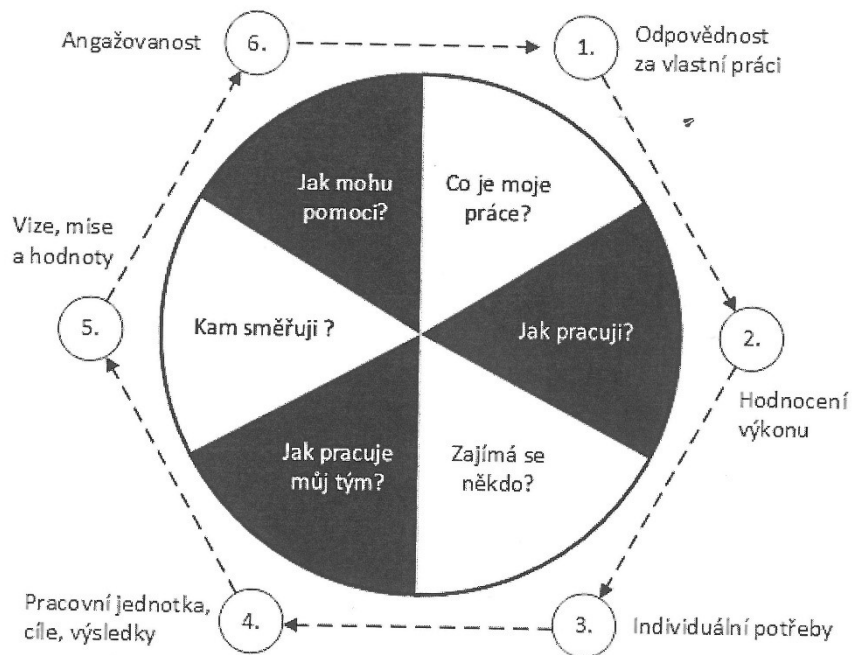 Angažovanost
6.
1.
Odpovědnost
za vlastní práci
Jak mohu
pomoci?
Co je moje
práce?
Vize, mise
a hodnoty
5.
Kam směřuji ?
Jak pracuji?
2.
Hodnocení
výkonu
Jak pracuje
můj tým?
Zajímá se
někdo?
Pracovní jednotka,
cíle, výsledky
4.
3.
Individuální potřeby